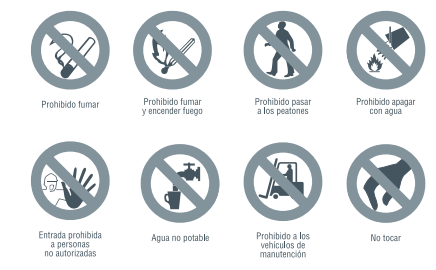 Prohibido fumar
Prohibido fumar
y encender fuego
Prohibido pasar
a los peatones
Prohibido apagar
con agua
Entrada prohibida
a personas
no autorizadas
Agua no potable
Prohibido a los
vehículos de
manutención
No tocar